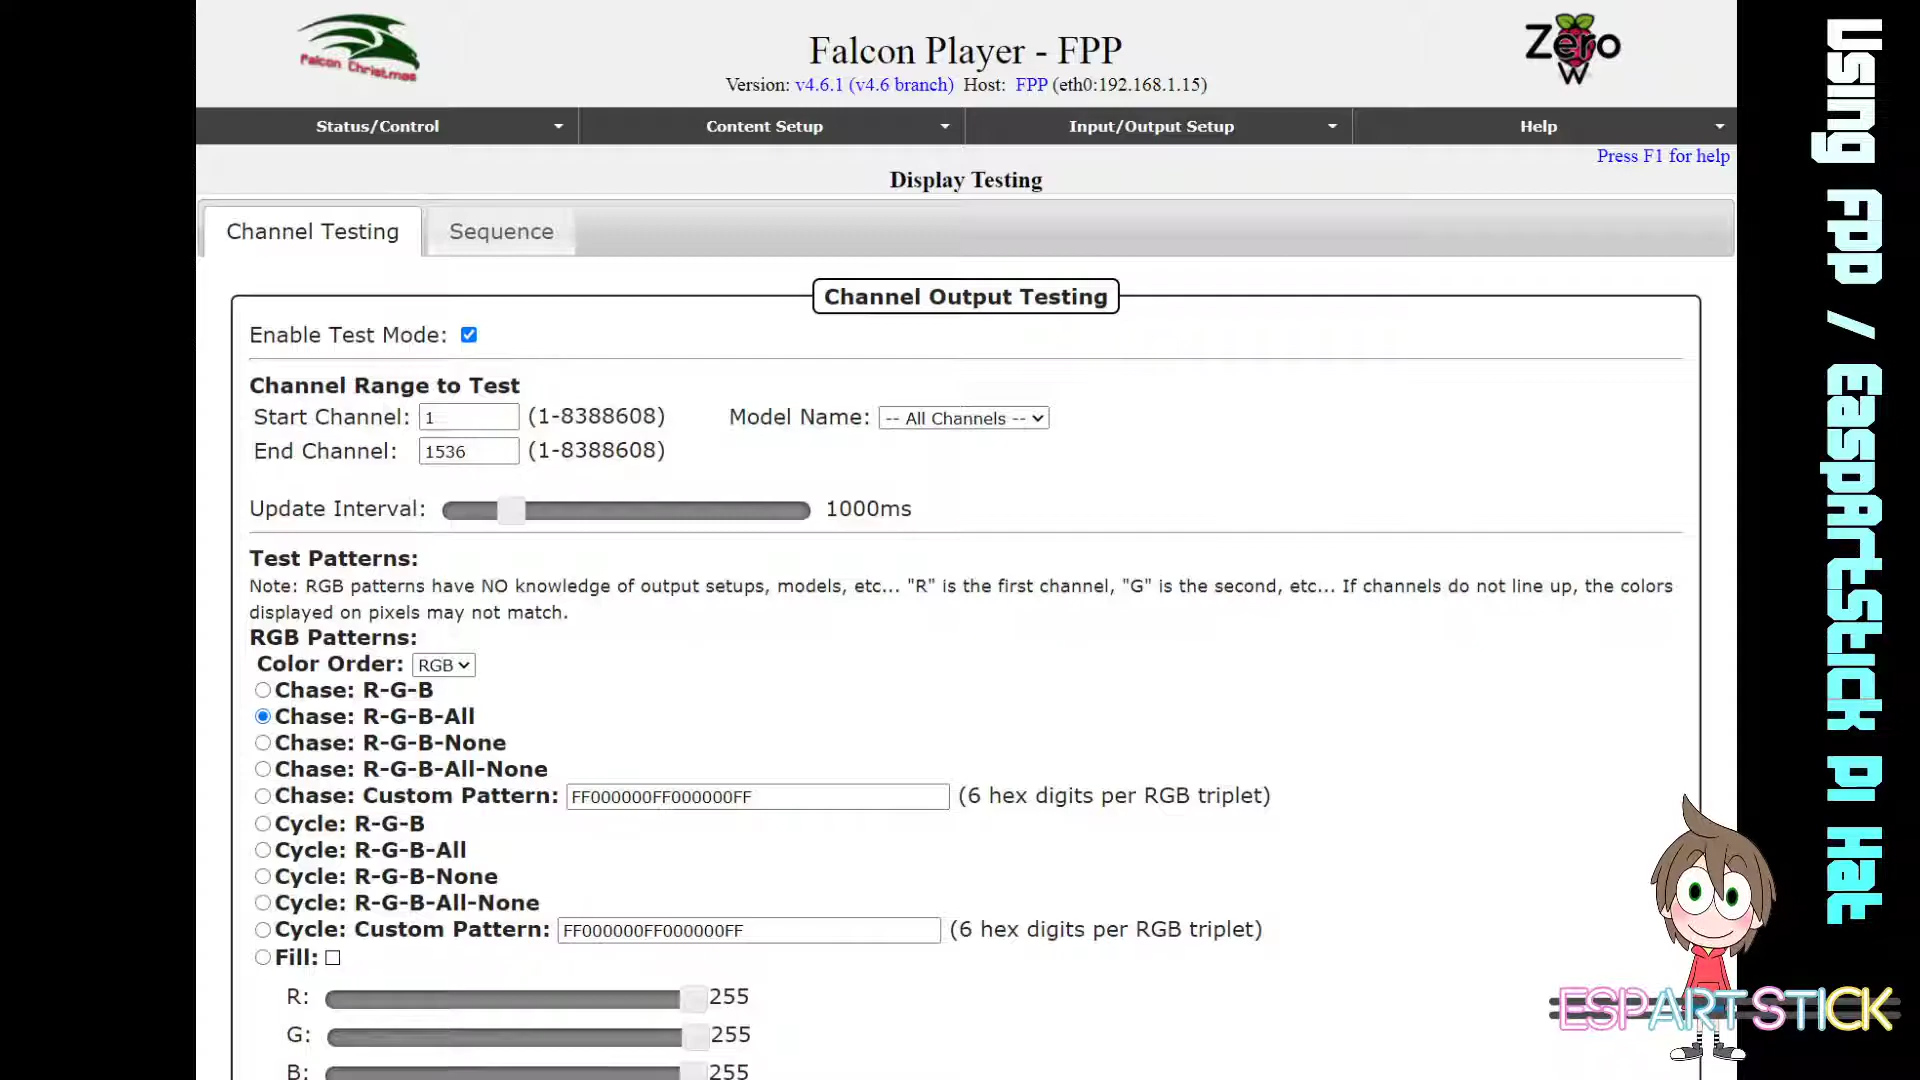 Falcon Christmas
Falcon Player - FPP
Version: v4.6.1 (v4.6 branch) Host: FPP (eth0:192.168.1.15)
Zero
W
Status/Control
Content Setup
Input/Output Setup
Help
Press F1 for help
Display Testing
Channel Testing
Sequence
Channel Output Testing
Enable Test Mode:
Channel Range to Test
Start Channel: 1 (1-8388608) Model Name: -- All Channels --
End Channel: 1536 (1-8388608)
Update Interval: 1000ms
Test Patterns:
Note: RGB patterns have NO knowledge of output setups, models, etc... "R" is the first channel, "G" is the second, etc... If channels do not line up, the colors
displayed on pixels may not match.
RGB Patterns:
Color Order: RGB
Chase: R-G-B
Chase: R-G-B-All
Chase: R-G-B-None
Chase: R-G-B-All-None
Chase: Custom Pattern: FF000000FF000000FF (6 hex digits per RGB triplet)
Cycle: R-G-B
Cycle: R-G-B-All
Cycle: R-G-B-None
Cycle: R-G-B-All-None
Cycle: Custom Pattern: FF000000FF000000FF (6 hex digits per RGB triplet)
Fill:
R: 255
G: 255
B: 255
Using FPP / EaspArtStick PI Hat
ESPARTSTICK